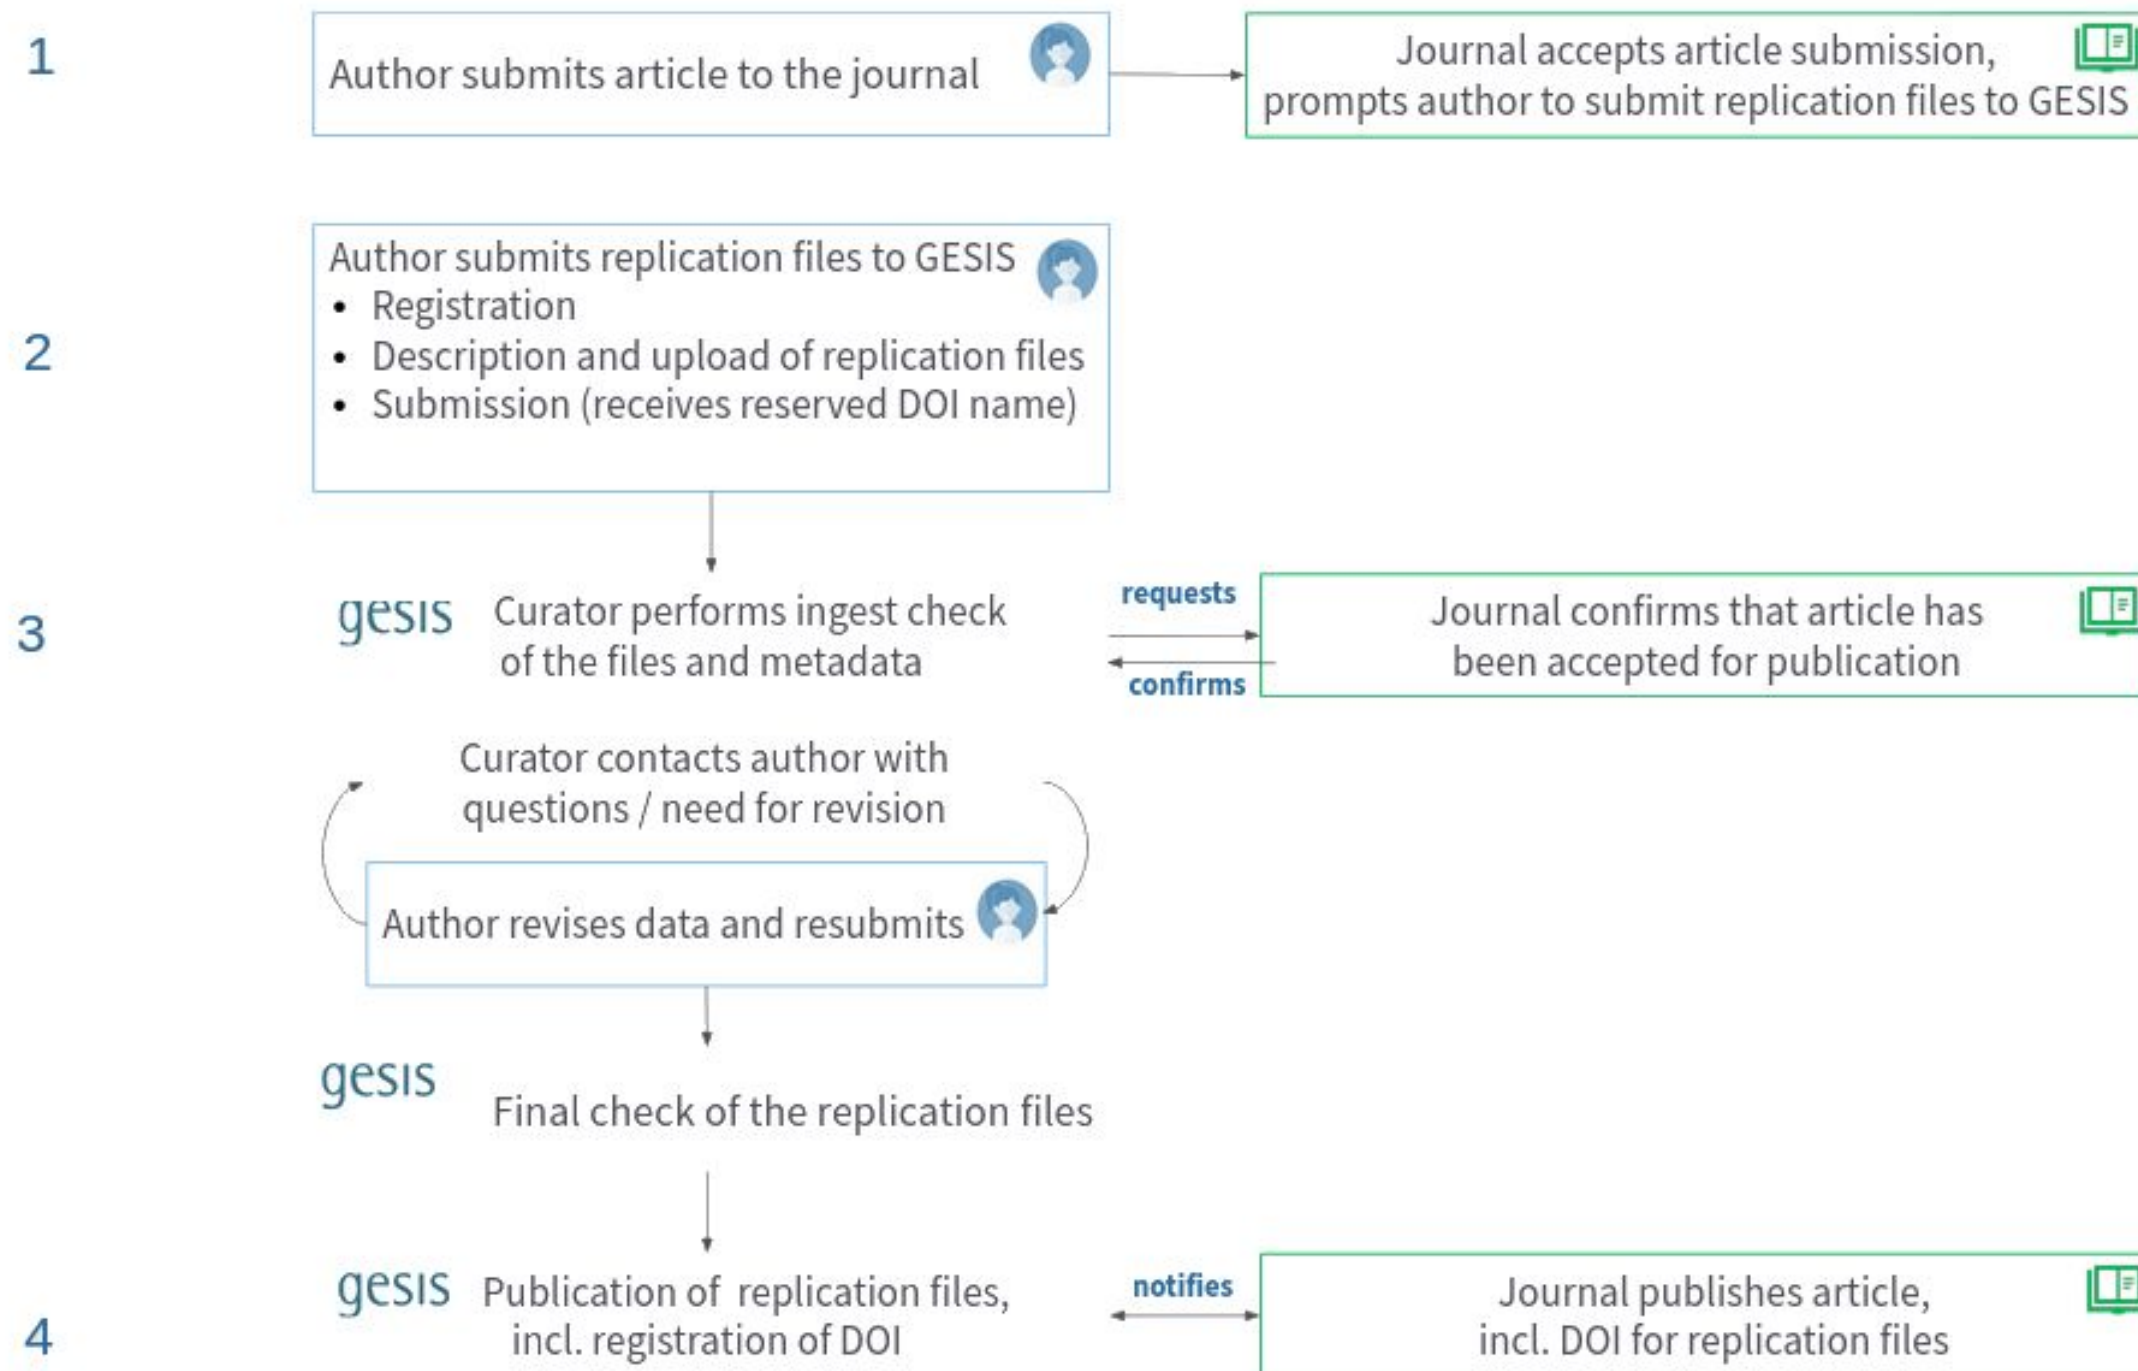 1
Author submits article to the journal
Journal accepts article submission,
prompts author to submit replication files to GESIS
2
Author submits replication files to GESIS
• Registration
• Description and upload of replication files
• Submission (receives reserved DOI name)
3
gesis
Curator performs ingest check
of the files and metadata
requests
confirms
Journal confirms that article has
been accepted for publication
Curator contacts author with
questions / need for revision
Author revises data and resubmits
gesis
Final check of the replication files
4
gesis
Publication of replication files,
incl. registration of DOI
notifies
Journal publishes article,
incl. DOI for replication files